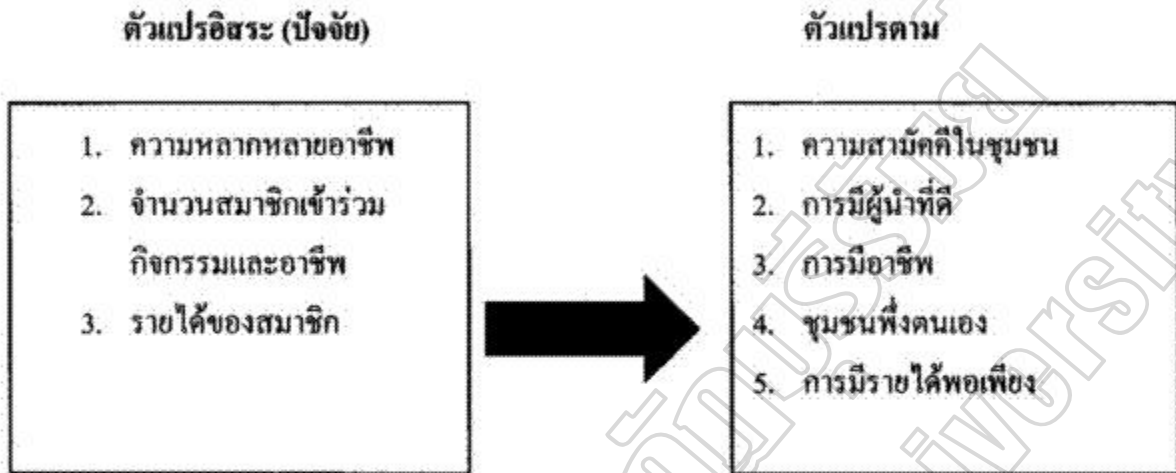 ตัวแปรอิสระ (ปัจจัย)
ตัวแปรตาม
1. ความหลากหลายอาชีพ
2. จำนวนสมาชิกเข้าร่วม
กิจกรรมและอาชีพ
3. รายได้ของสมาชิก
1. ความสามัคคีในชุมชน
2. การมีผู้นำที่ดี
3. การมีอาชีพ
4. ชุมชนพึ่งตนเอง
5. การมีรายได้พอเพียง